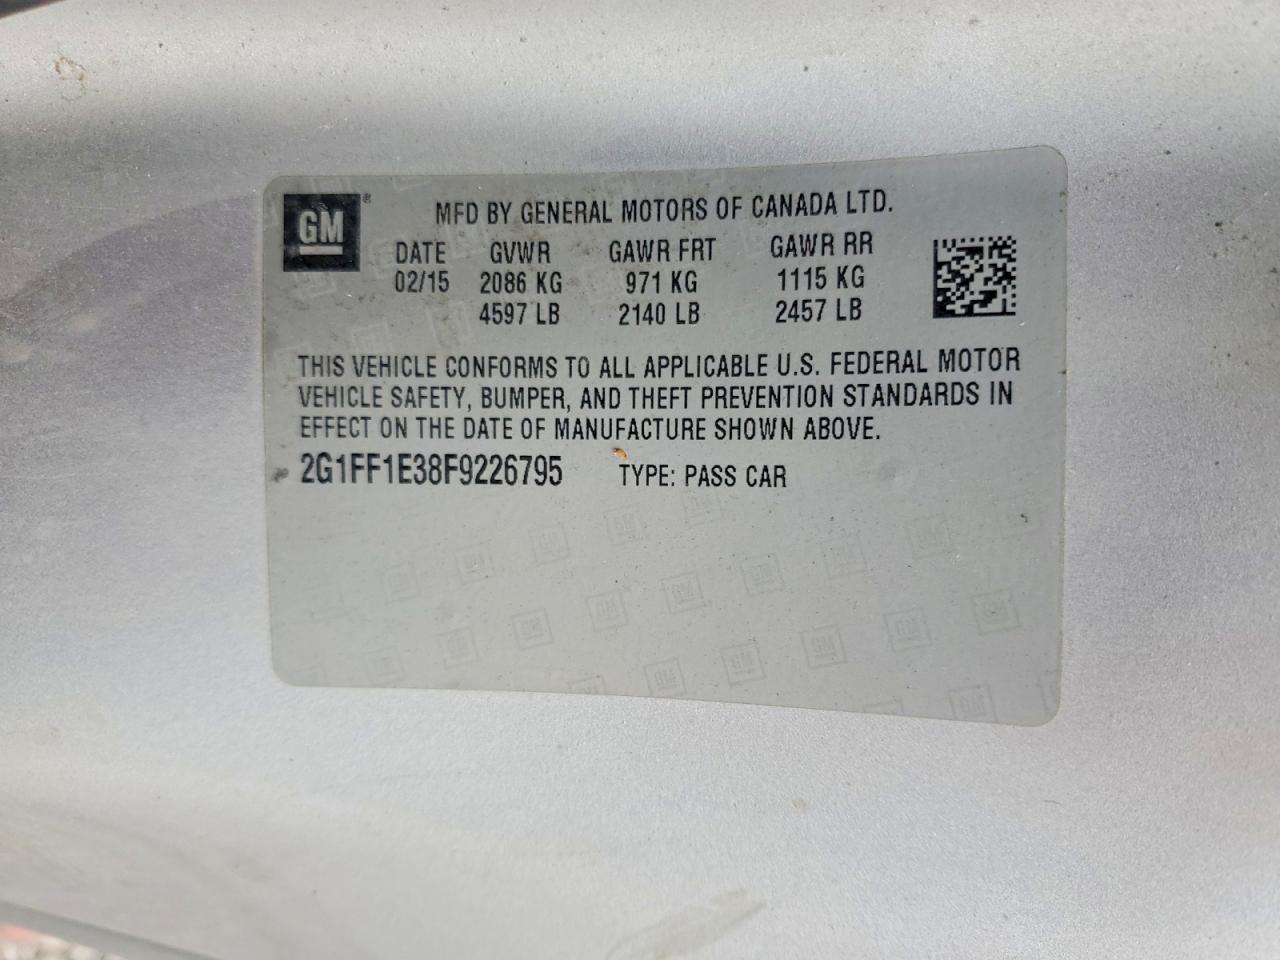 GM®
MFD BY GENERAL MOTORS OF CANADA LTD.
DATE GVWR GAWR FRT GAWR RR
02/15 2086 KG 971 KG 1115 KG
4597 LB 2140 LB 2457 LB
THIS VEHICLE CONFORMS TO ALL APPLICABLE U.S. FEDERAL MOTOR
VEHICLE SAFETY, BUMPER, AND THEFT PREVENTION STANDARDS IN
EFFECT ON THE DATE OF MANUFACTURE SHOWN ABOVE.
2G1FF1E38F9226795 TYPE: PASS CAR